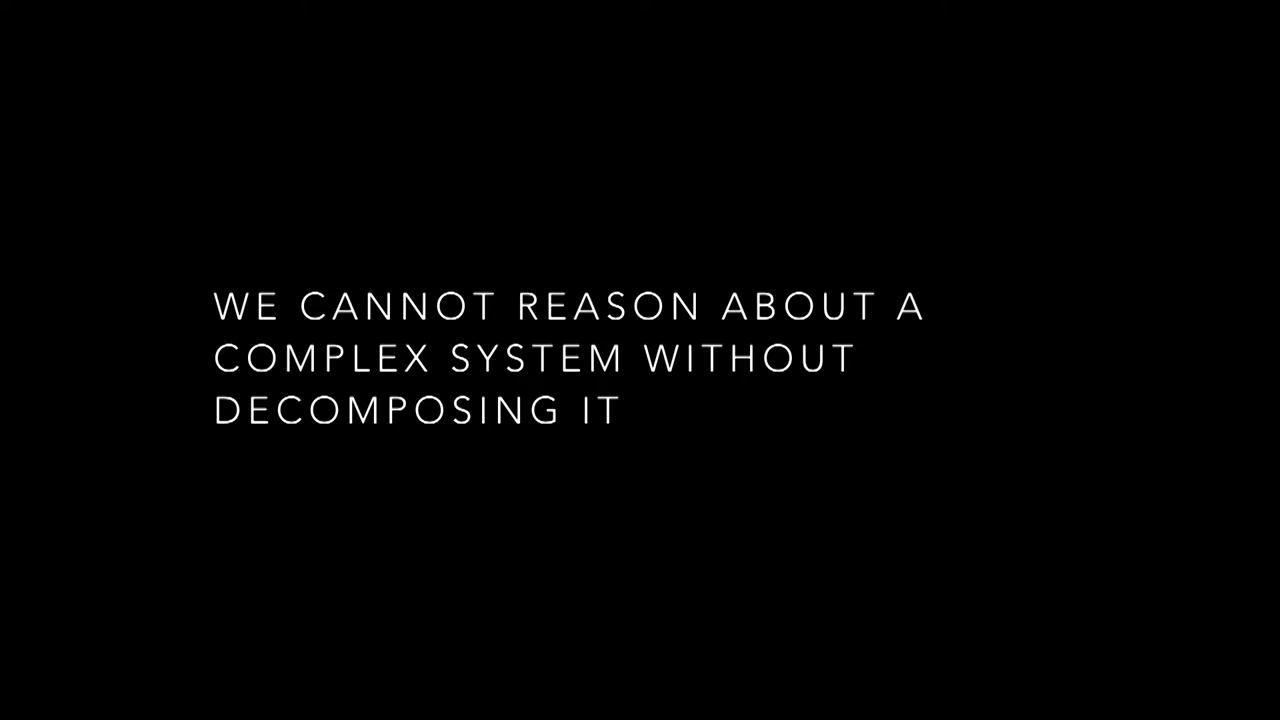 WE CANNOT REASON ABOUT A
COMPLEX SYSTEM WITHOUT
DECOMPOSING IT